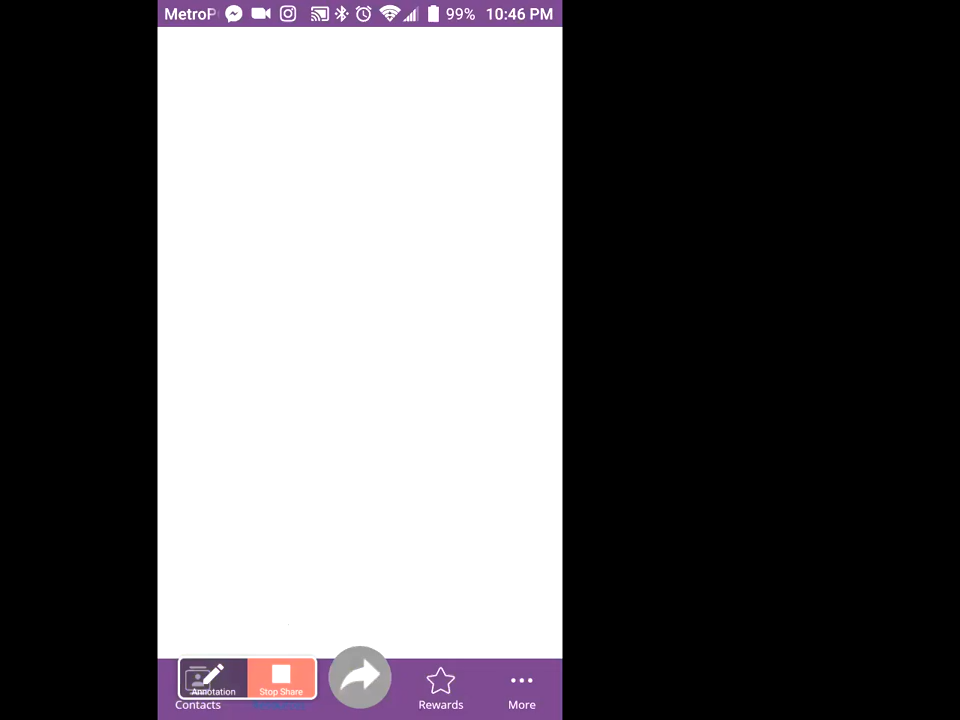 MetroP 99% 10:46 PM
Annotation Stop Share
Contacts Rewards More